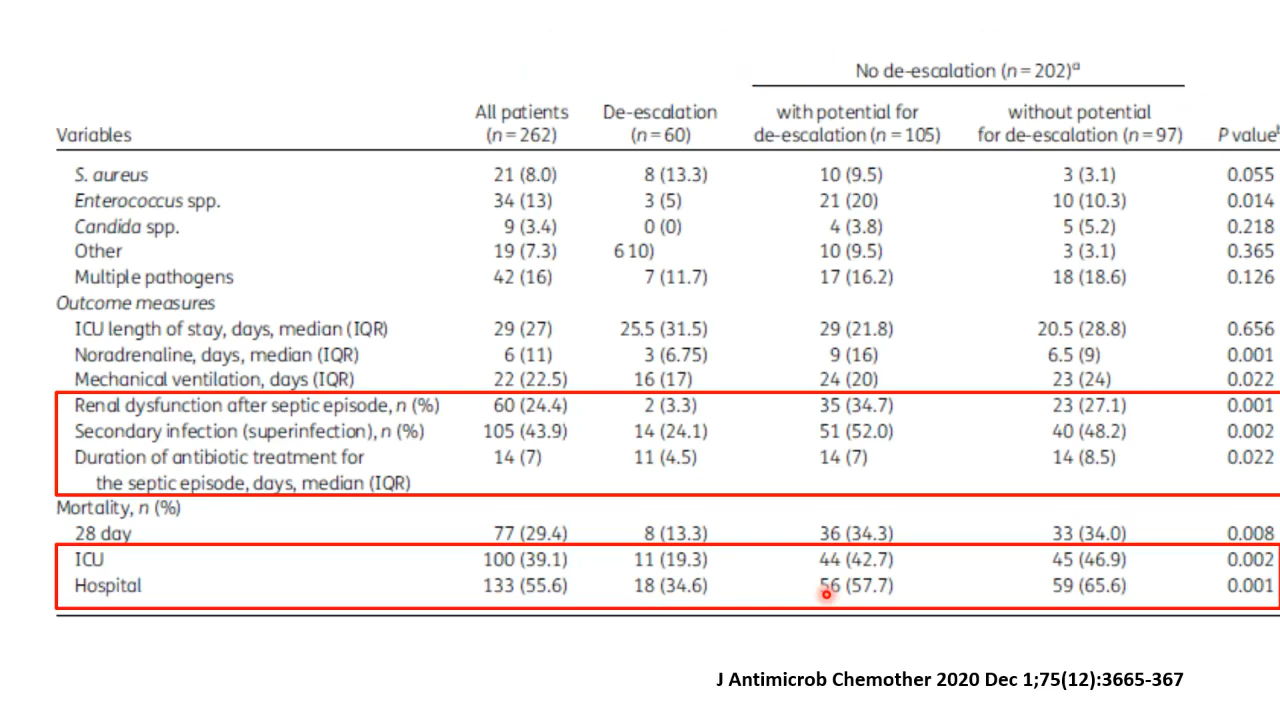 No de-escalation (n = 202)a
All patients De-escalation with potential for without potential
Variables (n = 262) (n = 60) de-escalation (n = 105) for de-escalation (n = 97) P valueb
S. aureus 21 (8.0) 8 (13.3) 10 (9.5) 3 (3.1) 0.055
Enterococcus spp. 34 (13) 3 (5) 21 (20) 10 (10.3) 0.014
Candida spp. 9 (3.4) 0 (0) 4 (3.8) 5 (5.2) 0.218
Other 19 (7.3) 6 10) 10 (9.5) 3 (3.1) 0.365
Multiple pathogens 42 (16) 7 (11.7) 17 (16.2) 18 (18.6) 0.126
Outcome measures
ICU length of stay, days, median (IQR) 29 (27) 25.5 (31.5) 29 (21.8) 20.5 (28.8) 0.656
Noradrenaline, days, median (IQR) 6 (11) 3 (6.75) 9 (16) 6.5 (9) 0.001
Mechanical ventilation, days (IQR) 22 (22.5) 16 (17) 24 (20) 23 (24) 0.022
Renal dysfunction after septic episode, n (%) 60 (24.4) 2 (3.3) 35 (34.7) 23 (27.1) 0.001
Secondary infection (superinfection), n (%) 105 (43.9) 14 (24.1) 51 (52.0) 40 (48.2) 0.002
Duration of antibiotic treatment for 14 (7) 11 (4.5) 14 (7) 14 (8.5) 0.022
the septic episode, days, median (IQR)
Mortality, n (%)
28 day 77 (29.4) 8 (13.3) 36 (34.3) 33 (34.0) 0.008
ICU 100 (39.1) 11 (19.3) 44 (42.7) 45 (46.9) 0.002
Hospital 133 (55.6) 18 (34.6) 56 (57.7) 59 (65.6) 0.001
J Antimicrob Chemother 2020 Dec 1;75(12):3665-367